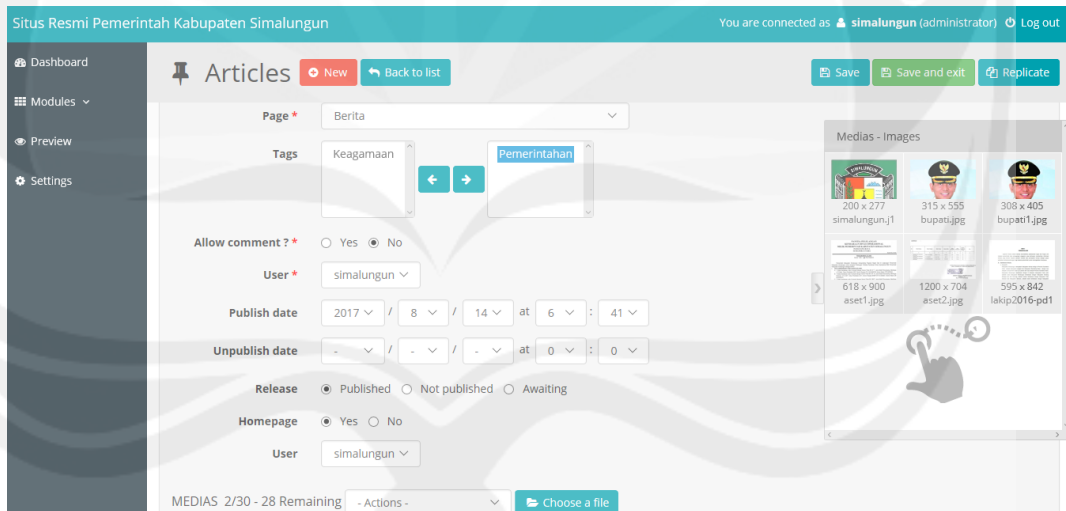 Situs Resmi Pemerintah Kabupaten Simalungun
You are connected as simalungun (administrator) Log out
Dashboard
Modules
Preview
Settings
Articles New Back to list
Save Save and exit Replicate
Page * Berita
Tags Keagamaan Pemerintahan
Allow comment ? * Yes No
User * simalungun
Publish date 2017 / 8 / 14 at 6 : 41
Unpublish date - / - / - at 0 : 0
Release Published Not published Awaiting
Homepage Yes No
User simalungun
MEDIAS 2/30 - 28 Remaining - Actions - Choose a file
Medias - Images
200 x 277 315 x 555 308 x 405
simalungun.j1 bupati.jpg bupati1.jpg
618 x 900 1200 x 704 595 x 842
aset1.jpg aset2.jpg lakip2016-pd1